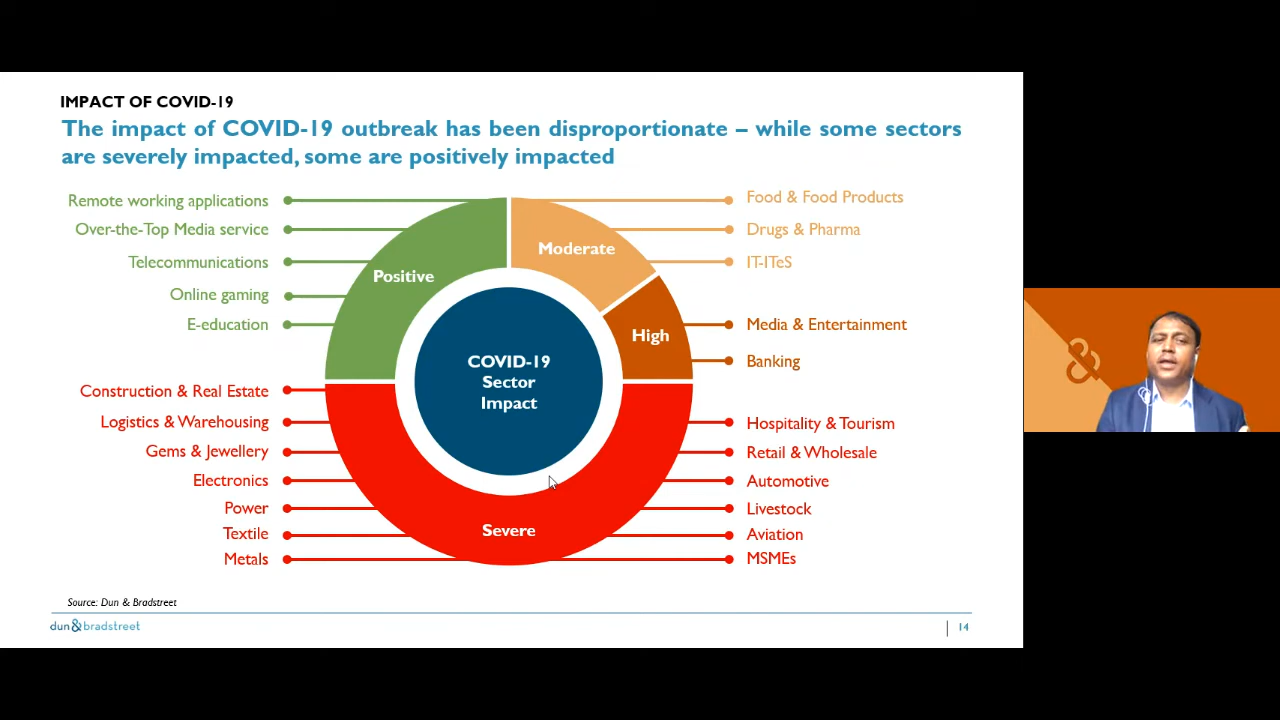 IMPACT OF COVID-19
The impact of COVID-19 outbreak has been disproportionate – while some sectors
are severely impacted, some are positively impacted
Remote working applications
Over-the-Top Media service
Telecommunications
Online gaming
E-education
Construction & Real Estate
Logistics & Warehousing
Gems & Jewellery
Electronics
Power
Textile
Metals
Positive
Moderate
High
COVID-19
Sector
Impact
Severe
Food & Food Products
Drugs & Pharma
IT-ITeS
Media & Entertainment
Banking
Hospitality & Tourism
Retail & Wholesale
Automotive
Livestock
Aviation
MSMEs
Source: Dun & Bradstreet
dun&bradstreet
14
&